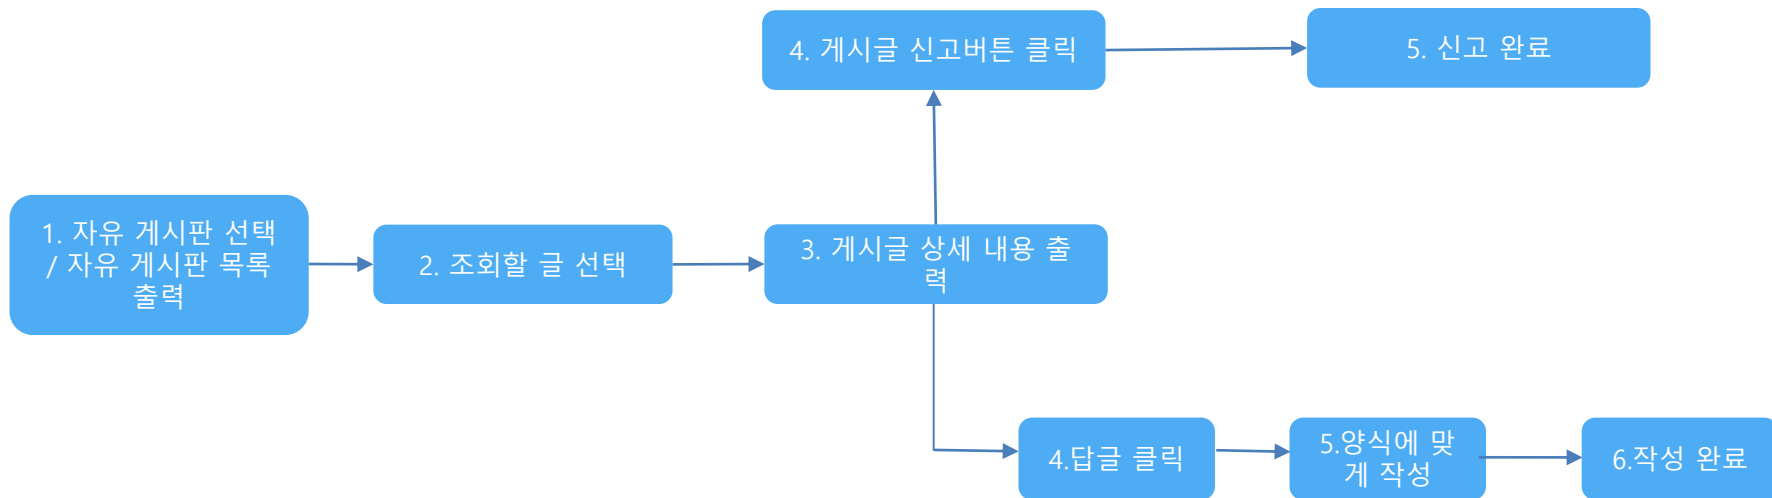 4. 게시글 신고버튼 클릭
5. 신고 완료
1. 자유 게시판 선택
/ 자유 게시판 목록
출력
2. 조회할 글 선택
3. 게시글 상세 내용 출
력
4.답글 클릭
5.양식에 맞
게 작성
6.작성 완료